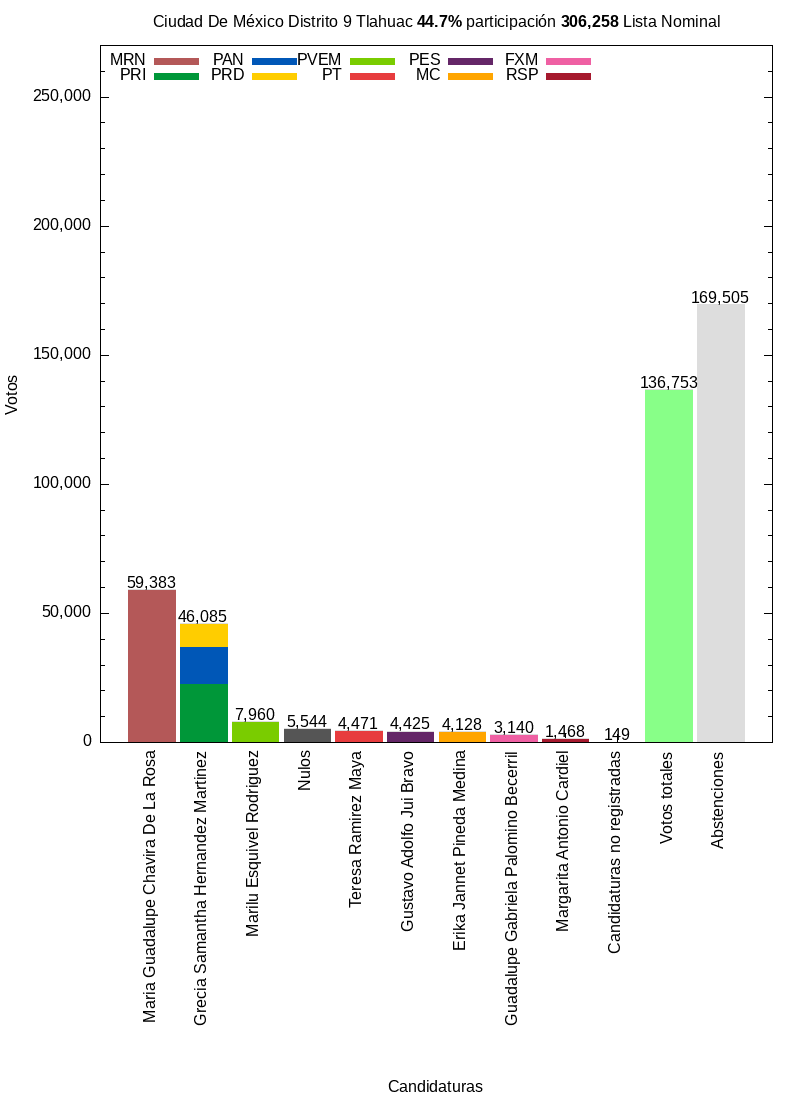 Ciudad De México Distrito 9 Tlahuac 44.7% participación 306,258 Lista Nominal
MRN PAN PVEM PES FXM
PRI PRD PT MC RSP
250,000
200,000
150,000
100,000
50,000
0
Votos
59,383
46,085
7,960
5,544
4,471
4,425
4,128
3,140
1,468
149
136,753
169,505
Maria Guadalupe Chavira De La Rosa
Grecia Samantha Hernandez Martinez
Marilu Esquivel Rodriguez
Nulos
Teresa Ramirez Maya
Gustavo Adolfo Jui Bravo
Erika Jannet Pineda Medina
Guadalupe Gabriela Palomino Becerril
Margarita Antonio Cardiel
Candidaturas no registradas
Votos totales
Abstenciones
Candidaturas